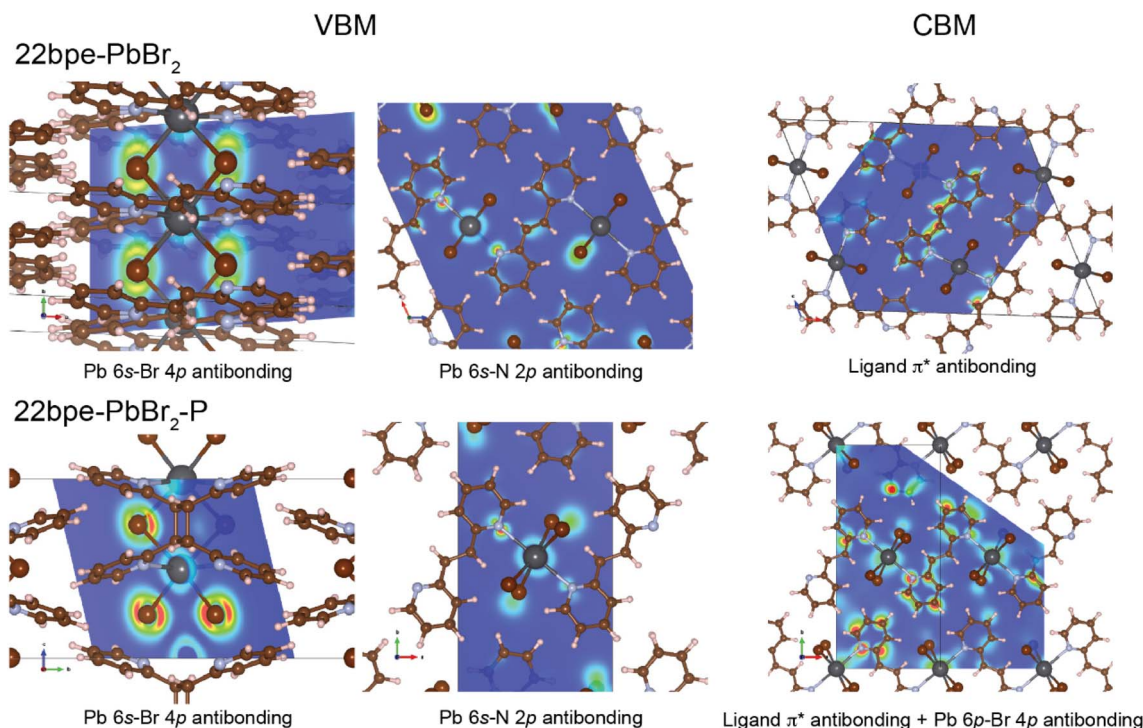 VBM CBM
22bpe-PbBr₂
Pb 6s-Br 4p antibonding
Pb 6s-N 2p antibonding
Ligand π* antibonding
22bpe-PbBr₂-P
Pb 6s-Br 4p antibonding
Pb 6s-N 2p antibonding
Ligand π* antibonding + Pb 6p-Br 4p antibonding